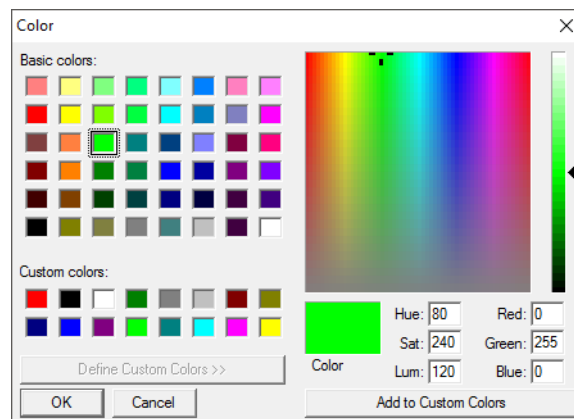 Color
Basic colors:
Custom colors:
Define Custom Colors >>
OK
Cancel
Color
Hue: 80
Sat: 240
Lum: 120
Red: 0
Green: 255
Blue: 0
Add to Custom Colors